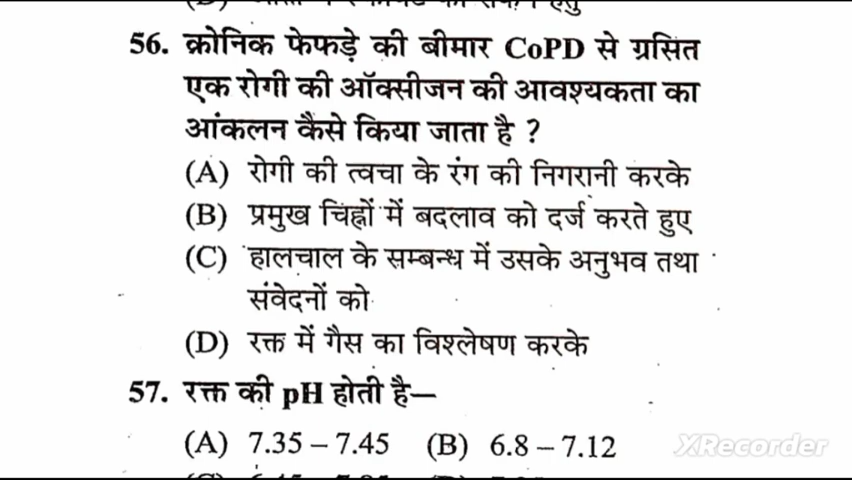 56. क्रोनिक फेफड़े की बीमार CoPD से ग्रसित
एक रोगी की ऑक्सीजन की आवश्यकता का
आंकलन कैसे किया जाता है ?
(A) रोगी की त्वचा के रंग की निगरानी करके
(B) प्रमुख चिह्नों में बदलाव को दर्ज करते हुए
(C) हालचाल के सम्बन्ध में उसके अनुभव तथा
संवेदनों को
(D) रक्त में गैस का विश्लेषण करके
57. रक्त की pH होती है—
(A) 7.35 – 7.45 (B) 6.8 – 7.12
XRecorder